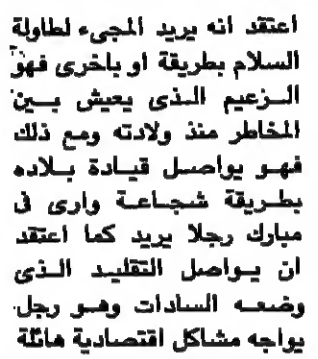 اعتقد انه يريد المجىء لطاولة
السلام بطريقة او باخرى فهو
الزعيم الذى يعيش بين
المخاطر منذ ولادته ومع ذلك
فهو يواصل قيادة بلاده
بطريقة شجاعة وارى فى
مبارك رجلا يريد كما اعتقد
ان يواصل التقليد الذى
وضعه السادات وهو رجل
يواجه مشاكل اقتصادية هائلة